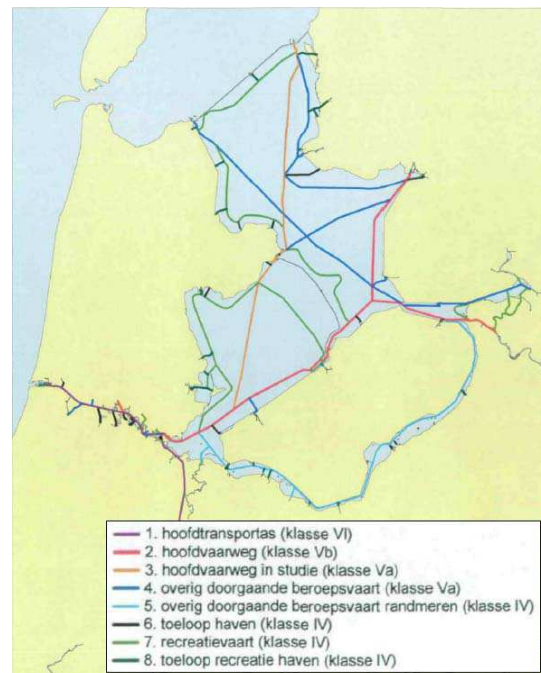 1. hoofdtransportas (klasse VI)
2. hoofdvaarweg (klasse Vb)
3. hoofdvaarweg in studie (klasse Va)
4. overig doorgaande beroepsvaart (klasse Va)
5. overig doorgaande beroepsvaart randmeren (klasse IV)
6. toeloop haven (klasse IV)
7. recreatievaart (klasse IV)
8. toeloop recreatie haven (klasse IV)